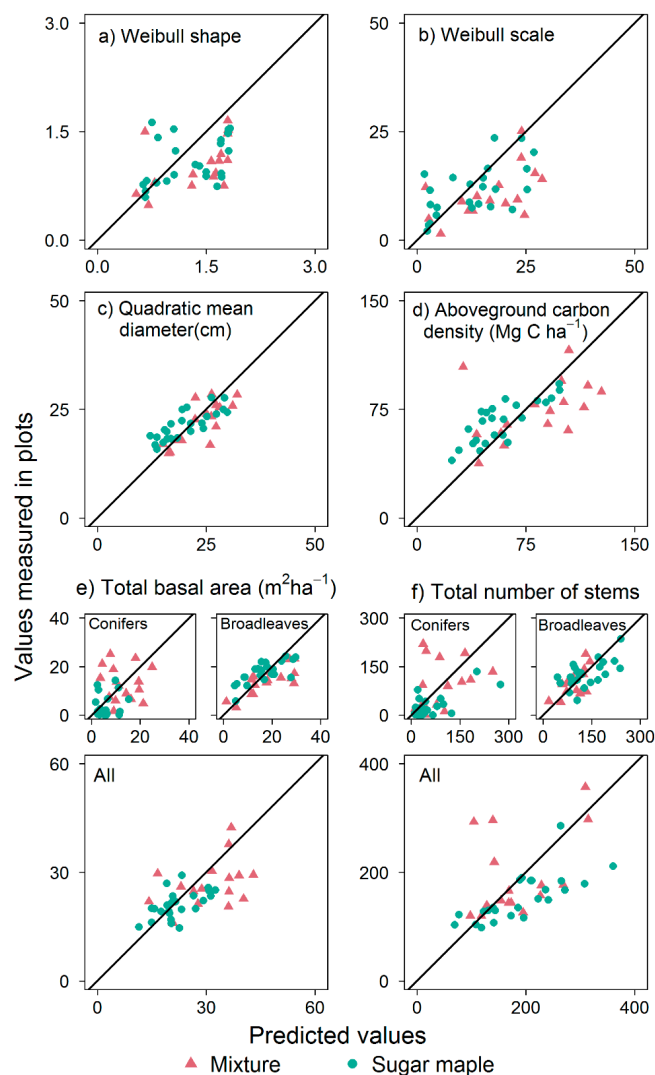 3.0
a) Weibull shape
1.5
0.0
0.0 1.5 3.0
50
b) Weibull scale
25
0
0 25 50
50
c) Quadratic mean
diameter(cm)
25
0
0 25 50
150
d) Aboveground carbon
density (Mg C ha⁻¹)
75
0
0 75 150
Values measured in plots
e) Total basal area (m²ha⁻¹)
40
Conifers
20
0
0 20 40
Broadleaves
0 20 40
60
All
30
0
0 30 60
f) Total number of stems
300
Conifers
150
0
0 150 300
Broadleaves
0 150 300
400
All
200
0
0 100 200 300 400
Predicted values
Mixture Sugar maple